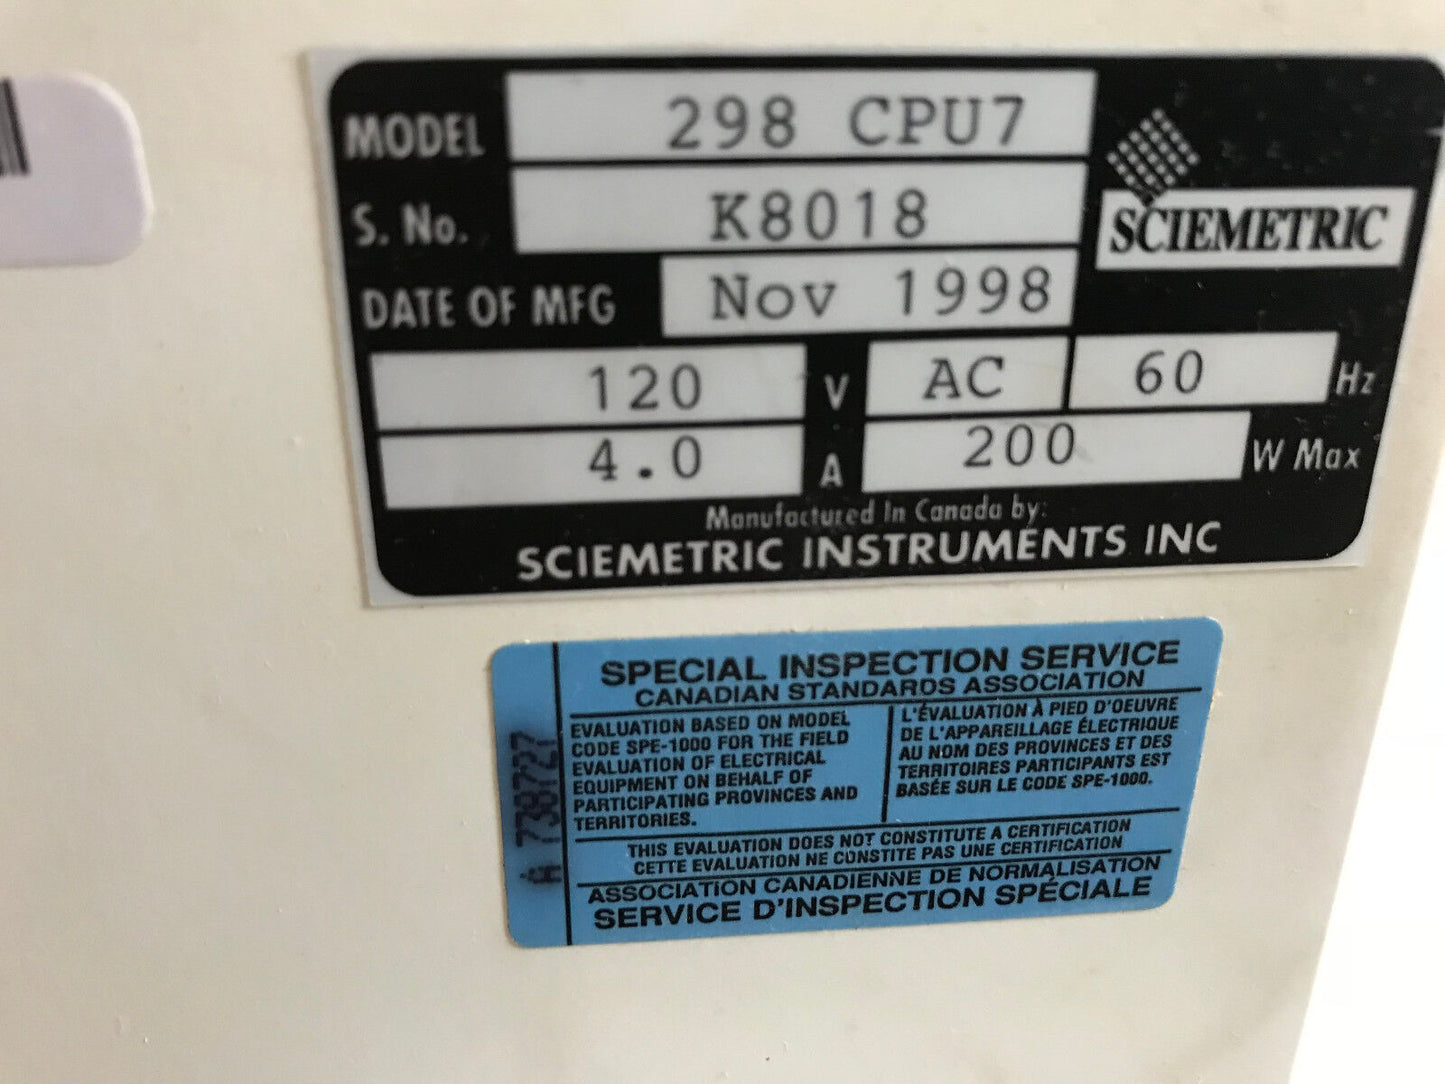 MODEL 298 CPU7
S. No. K8018
SCIEMETRIC
DATE OF MFG Nov 1998
120 V AC 60 Hz
4.0 A 200 W Max
Manufactured In Canada by:
SCIEMETRIC INSTRUMENTS INC
SPECIAL INSPECTION SERVICE
CANADIAN STANDARDS ASSOCIATION
EVALUATION BASED ON MODEL
CODE SPE-1000 FOR THE FIELD
EVALUATION OF ELECTRICAL
EQUIPMENT ON BEHALF OF
PARTICIPATING PROVINCES AND
TERRITORIES.
L'ÉVALUATION À PIED D'OEUVRE
DE L'APPAREILLAGE ÉLECTRIQUE
AU NOM DES PROVINCES ET DES
TERRITOIRES PARTICIPANTS EST
BASÉE SUR LE CODE SPE-1000.
THIS EVALUATION DOES NOT CONSTITUTE A CERTIFICATION
CETTE EVALUATION NE CONSTITE PAS UNE CERTIFICATION
ASSOCIATION CANADIENNE DE NORMALISATION
SERVICE D'INSPECTION SPÉCIALE